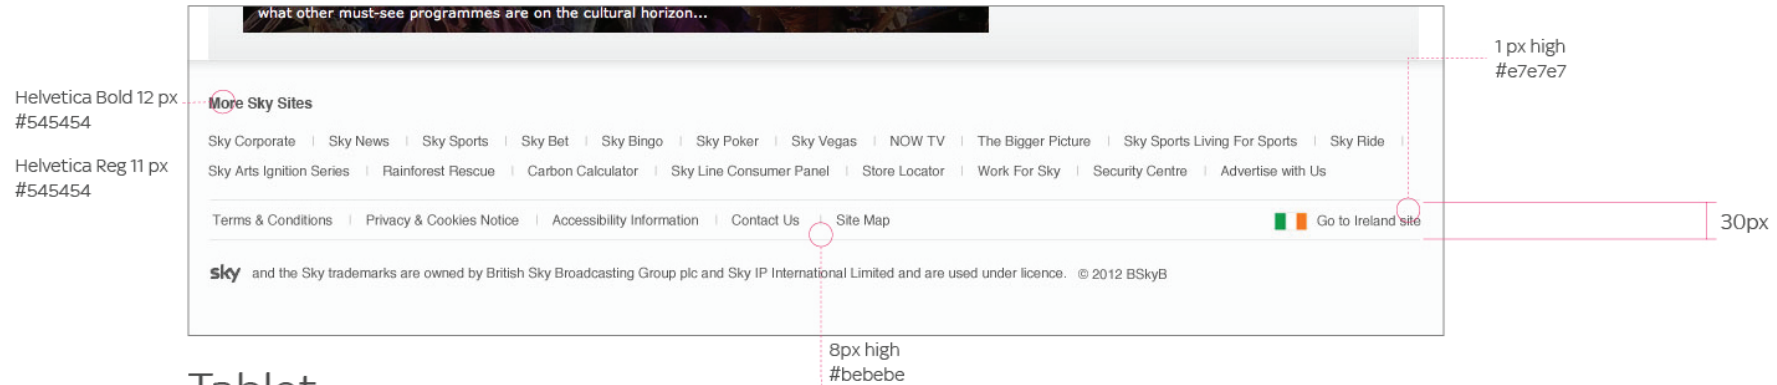 what other must-see programmes are on the cultural horizon...
1 px high
#e7e7e7
Helvetica Bold 12 px
#545454
More Sky Sites
Sky Corporate | Sky News | Sky Sports | Sky Bet | Sky Bingo | Sky Poker | Sky Vegas | NOW TV | The Bigger Picture | Sky Sports Living For Sports | Sky Ride |
Helvetica Reg 11 px
#545454
Sky Arts Ignition Series | Rainforest Rescue | Carbon Calculator | Sky Line Consumer Panel | Store Locator | Work For Sky | Security Centre | Advertise with Us
Terms & Conditions | Privacy & Cookies Notice | Accessibility Information | Contact Us | Site Map
Go to Ireland site
30px
sky and the Sky trademarks are owned by British Sky Broadcasting Group plc and Sky IP International Limited and are used under licence. © 2012 BSkyB
8px high
#bebebe
Tablet